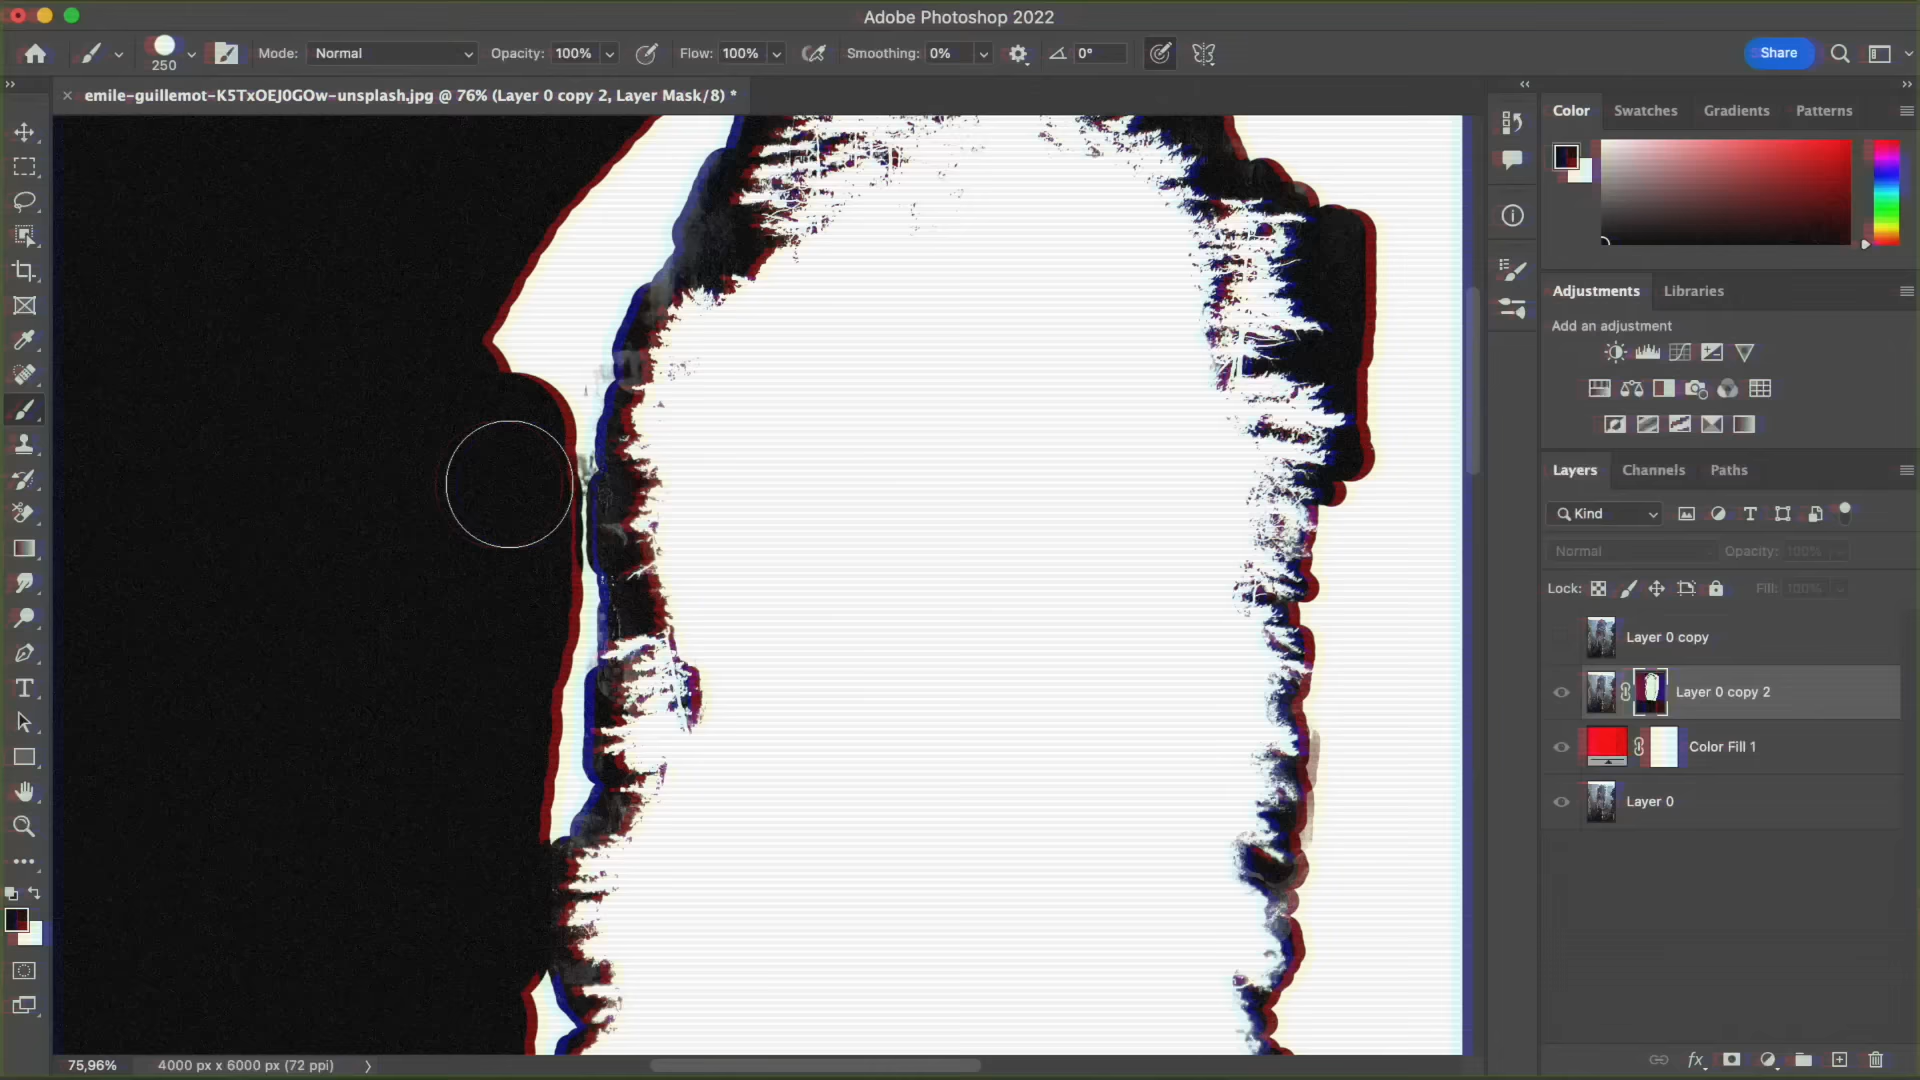 Adobe Photoshop 2022
250
Mode: Normal
Opacity: 100%
Flow: 100%
Smoothing: 0%
0°
Share
emile-guillemot-K5TxOEJ0GOw-unsplash.jpg @ 76% (Layer 0 copy 2, Layer Mask/8) *
Color Swatches Gradients Patterns
Adjustments Libraries
Add an adjustment
Layers Channels Paths
Kind
Normal Opacity: 100%
Lock: Fill: 100%
Layer 0 copy
Layer 0 copy 2
Color Fill 1
Layer 0
75,96% 4000 px x 6000 px (72 ppi)